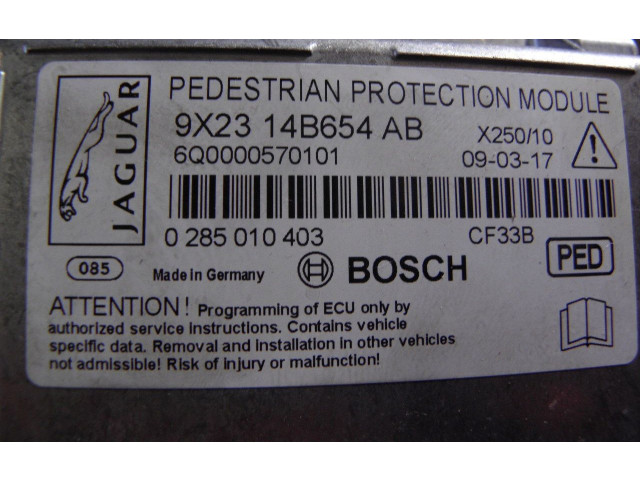 JAGUAR
PEDESTRIAN PROTECTION MODULE
9X23 14B654 AB X250/10
6Q0000570101 09-03-17
0 285 010 403 CF33B
085 Made in Germany BOSCH PED
ATTENTION! Programming of ECU only by
authorized service instructions. Contains vehicle
specific data. Removal and installation in other vehicles
not admissible! Risk of injury or malfunction!